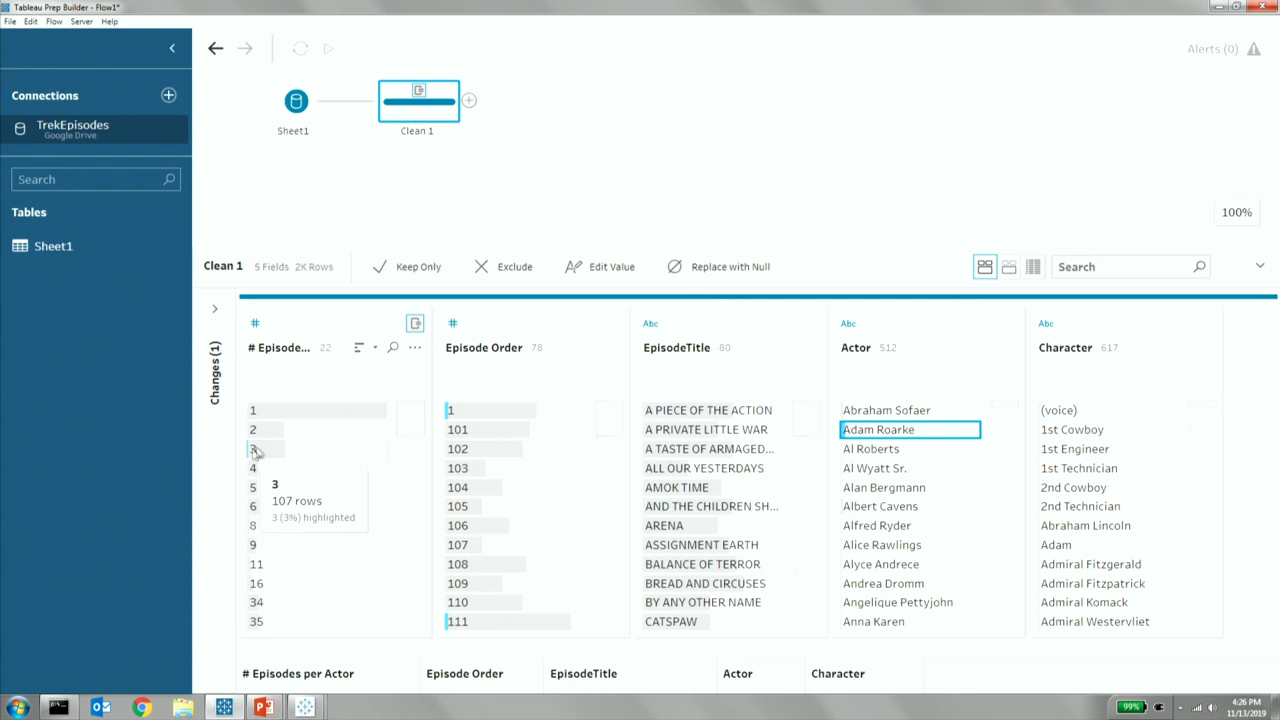 Tableau Prep Builder - Flow1*
File Edit Flow Server Help
Alerts (0)
Connections
TrekEpisodes
Google Drive
Search
Tables
Sheet1
Sheet1
Clean 1
100%
Clean 1 5 Fields 2K Rows Keep Only Exclude Edit Value Replace with Null Search
Changes (1)
# Episode... 22
1
2
3
4
5
6
8
9
11
16
34
35
3
107 rows
3 (3%) highlighted
Episode Order 78
1
101
102
103
104
105
106
107
108
109
110
111
Abc
EpisodeTitle 80
A PIECE OF THE ACTION
A PRIVATE LITTLE WAR
A TASTE OF ARMAGED...
ALL OUR YESTERDAYS
AMOK TIME
AND THE CHILDREN SH...
ARENA
ASSIGNMENT EARTH
BALANCE OF TERROR
BREAD AND CIRCUSES
BY ANY OTHER NAME
CATSPAW
Abc
Actor 512
Abraham Sofaer
Adam Roarke
Al Roberts
Al Wyatt Sr.
Alan Bergmann
Albert Cavens
Alfred Ryder
Alice Rawlings
Alyce Andrece
Andrea Dromm
Angelique Pettyjohn
Anna Karen
Abc
Character 617
(voice)
1st Cowboy
1st Engineer
1st Technician
2nd Cowboy
2nd Technician
Abraham Lincoln
Adam
Admiral Fitzgerald
Admiral Fitzpatrick
Admiral Komack
Admiral Westervliet
# Episodes per Actor Episode Order EpisodeTitle Actor Character
99%
4:26 PM
11/13/2019